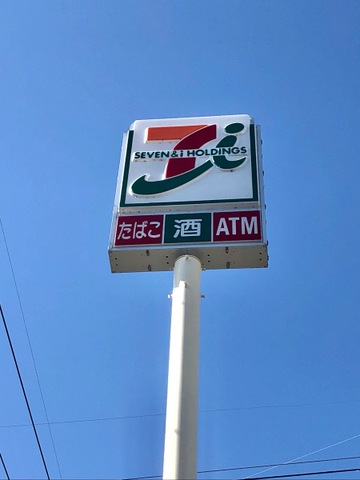 SEVEN&i HOLDINGS
たばこ 酒 ATM